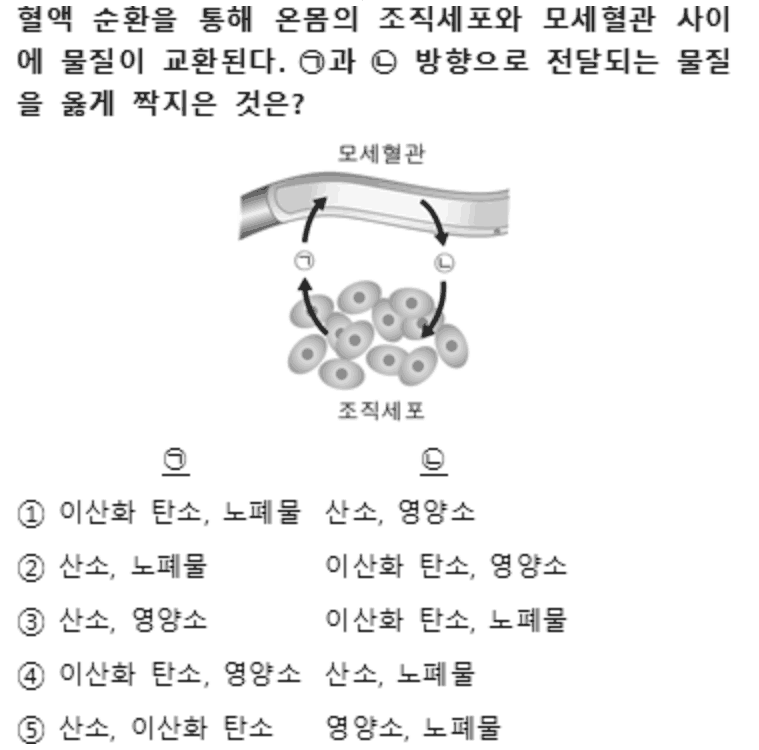 혈액 순환을 통해 온몸의 조직세포와 모세혈관 사이
에 물질이 교환된다. ㉠과 ㉡ 방향으로 전달되는 물질
을 옳게 짝지은 것은?
모세혈관
㉠ ㉡
조직세포
㉠ ㉡
① 이산화 탄소, 노폐물 산소, 영양소
② 산소, 노폐물 이산화 탄소, 영양소
③ 산소, 영양소 이산화 탄소, 노폐물
④ 이산화 탄소, 영양소 산소, 노폐물
⑤ 산소, 이산화 탄소 영양소, 노폐물